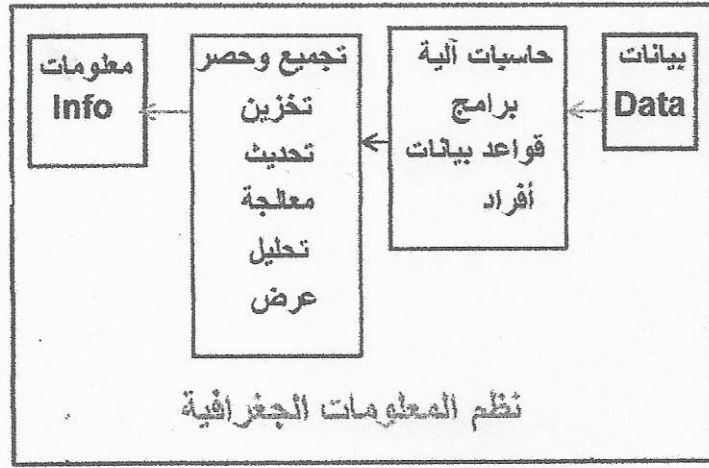 بيانات
Data
حاسبات آلية
برامج
قواعد بيانات
أفراد
تجميع وحصر
تخزين
تحديث
معالجة
تحليل
عرض
معلومات
Info
نظم المعلومات الجغرافية